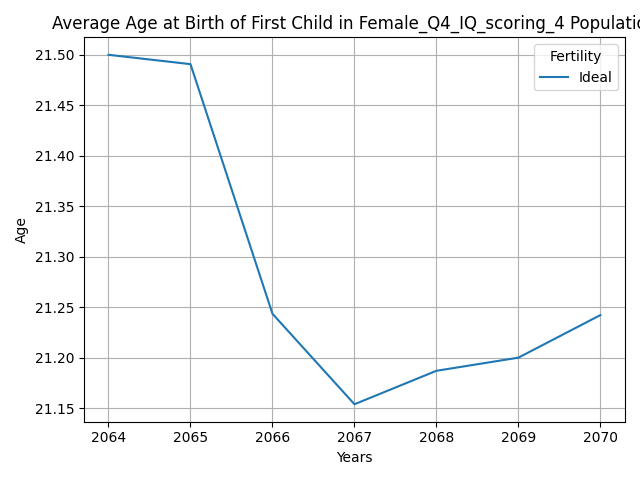 Average Age at Birth of First Child in Female_Q4_IQ_scoring_4 Populatio
Fertility
Ideal
21.50
21.45
21.40
21.35
21.30
21.25
21.20
21.15
Age
2064 2065 2066 2067 2068 2069 2070
Years